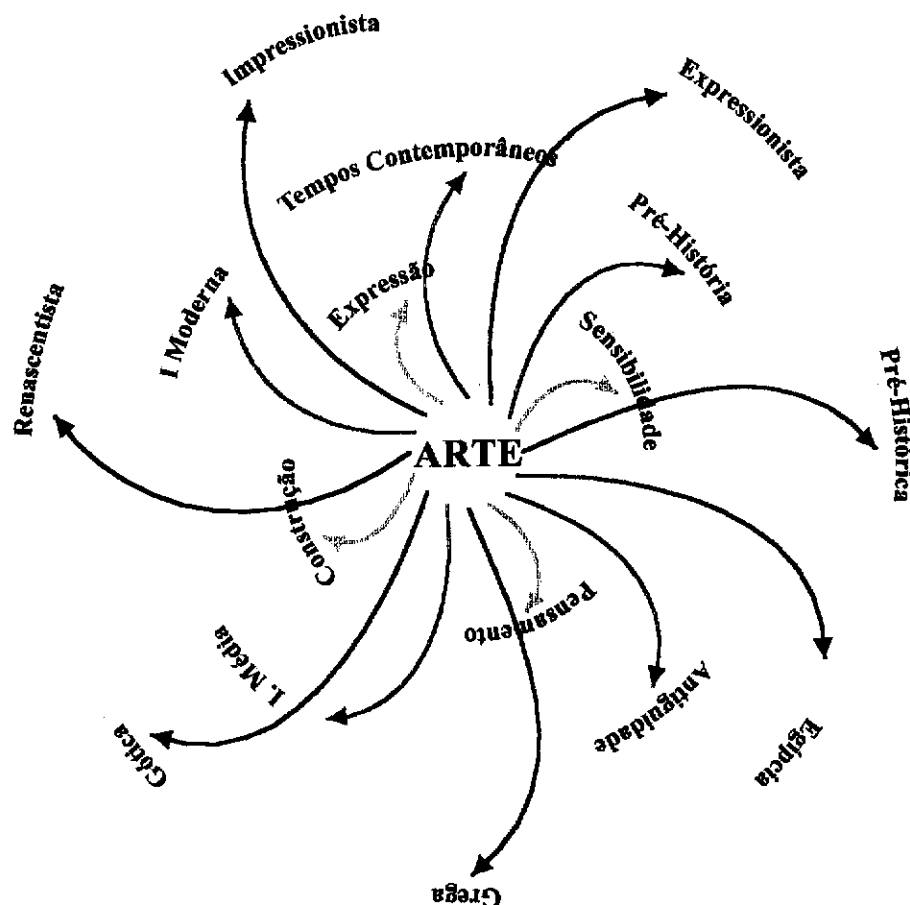 Impressionista
Expressionista
Tempos Contemporâneos
Pré-História
Expressão
Sensibilidade
I Moderna
Renascentista
Pré-Histórica
ARTE
Construção
Pensamento
I. Média
Antiguidade
Gótica
Egípcia
Grega